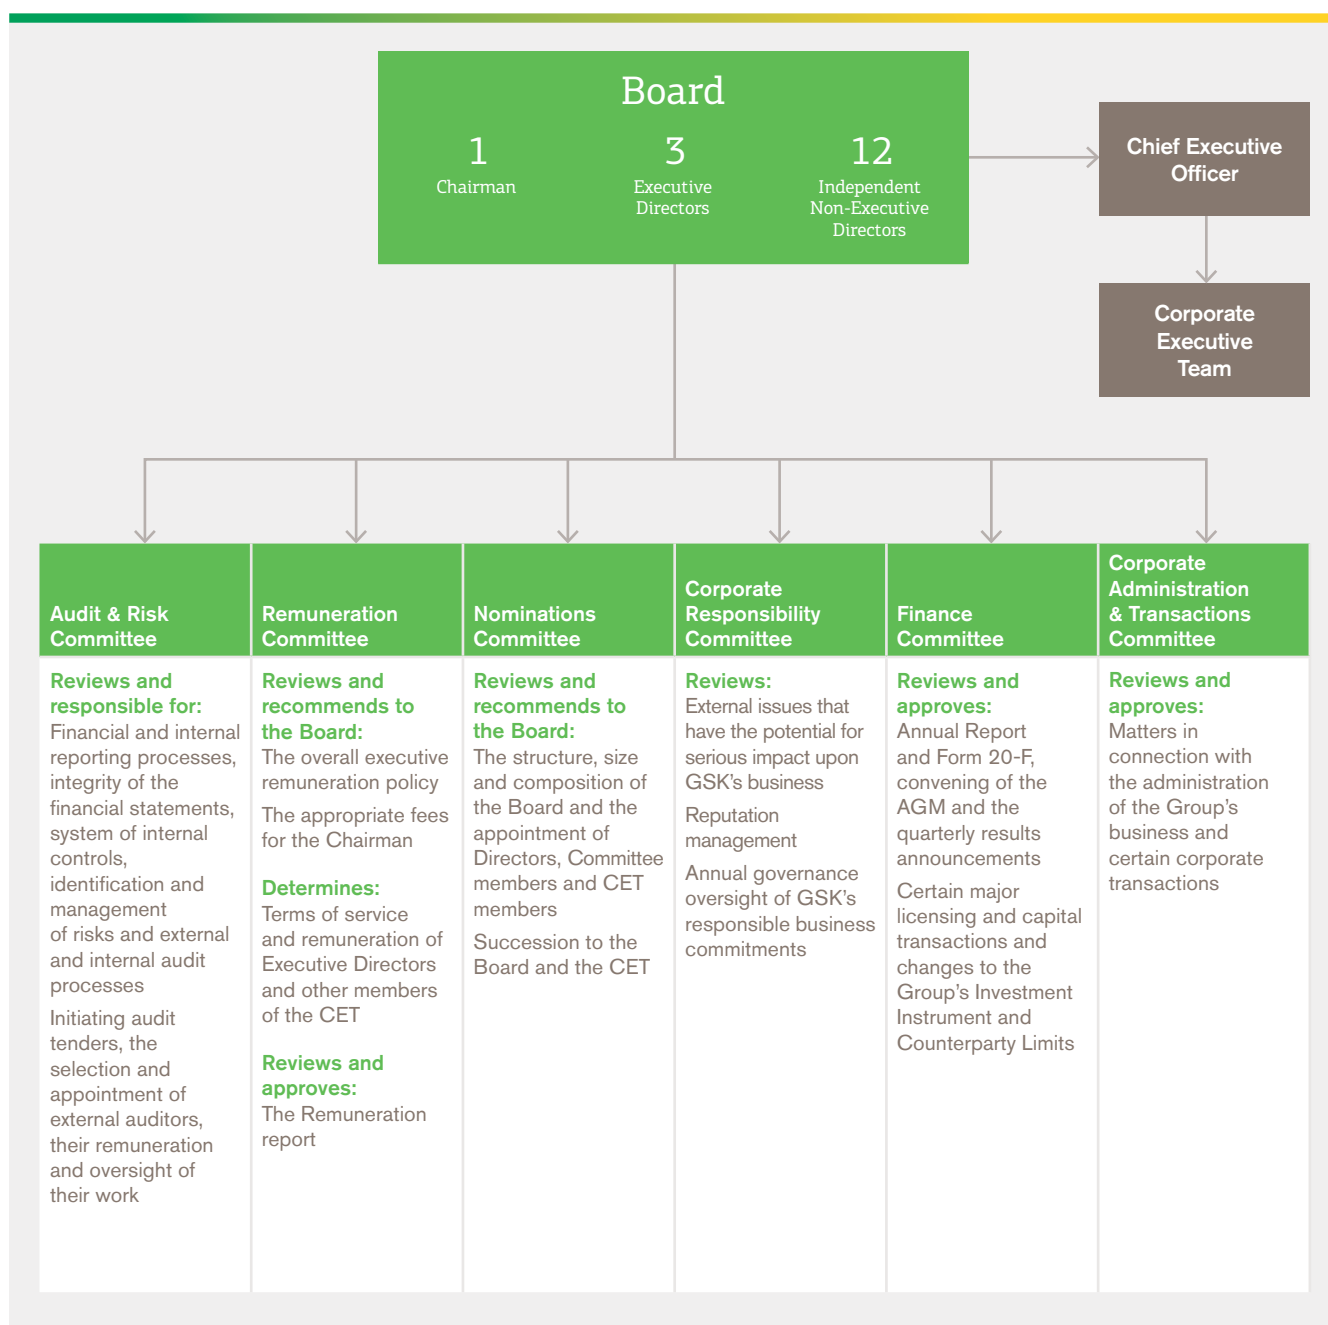 Board
1
Chairman
3
Executive
Directors
12
Independent
Non-Executive
Directors
Chief Executive
Officer
Corporate
Executive
Team
Audit & Risk
Committee
Reviews and
responsible for:
Financial and internal
reporting processes,
integrity of the
financial statements,
system of internal
controls,
identification and
management
of risks and external
and internal audit
processes
Initiating audit
tenders, the
selection and
appointment of
external auditors,
their remuneration
and oversight of
their work
Remuneration
Committee
Reviews and
recommends to
the Board:
The overall executive
remuneration policy
The appropriate fees
for the Chairman
Determines:
Terms of service
and remuneration of
Executive Directors
and other members
of the CET
Reviews and
approves:
The Remuneration
report
Nominations
Committee
Reviews and
recommends to
the Board:
The structure, size
and composition of
the Board and the
appointment of
Directors, Committee
members and CET
members
Succession to the
Board and the CET
Corporate
Responsibility
Committee
Reviews:
External issues that
have the potential for
serious impact upon
GSK's business
Reputation
management
Annual governance
oversight of GSK's
responsible business
commitments
Finance
Committee
Reviews and
approves:
Annual Report
and Form 20-F,
convening of the
AGM and the
quarterly results
announcements
Certain major
licensing and capital
transactions and
changes to the
Group's Investment
Instrument and
Counterparty Limits
Corporate
Administration
& Transactions
Committee
Reviews and
approves:
Matters in
connection with
the administration
of the Group's
business and
certain corporate
transactions